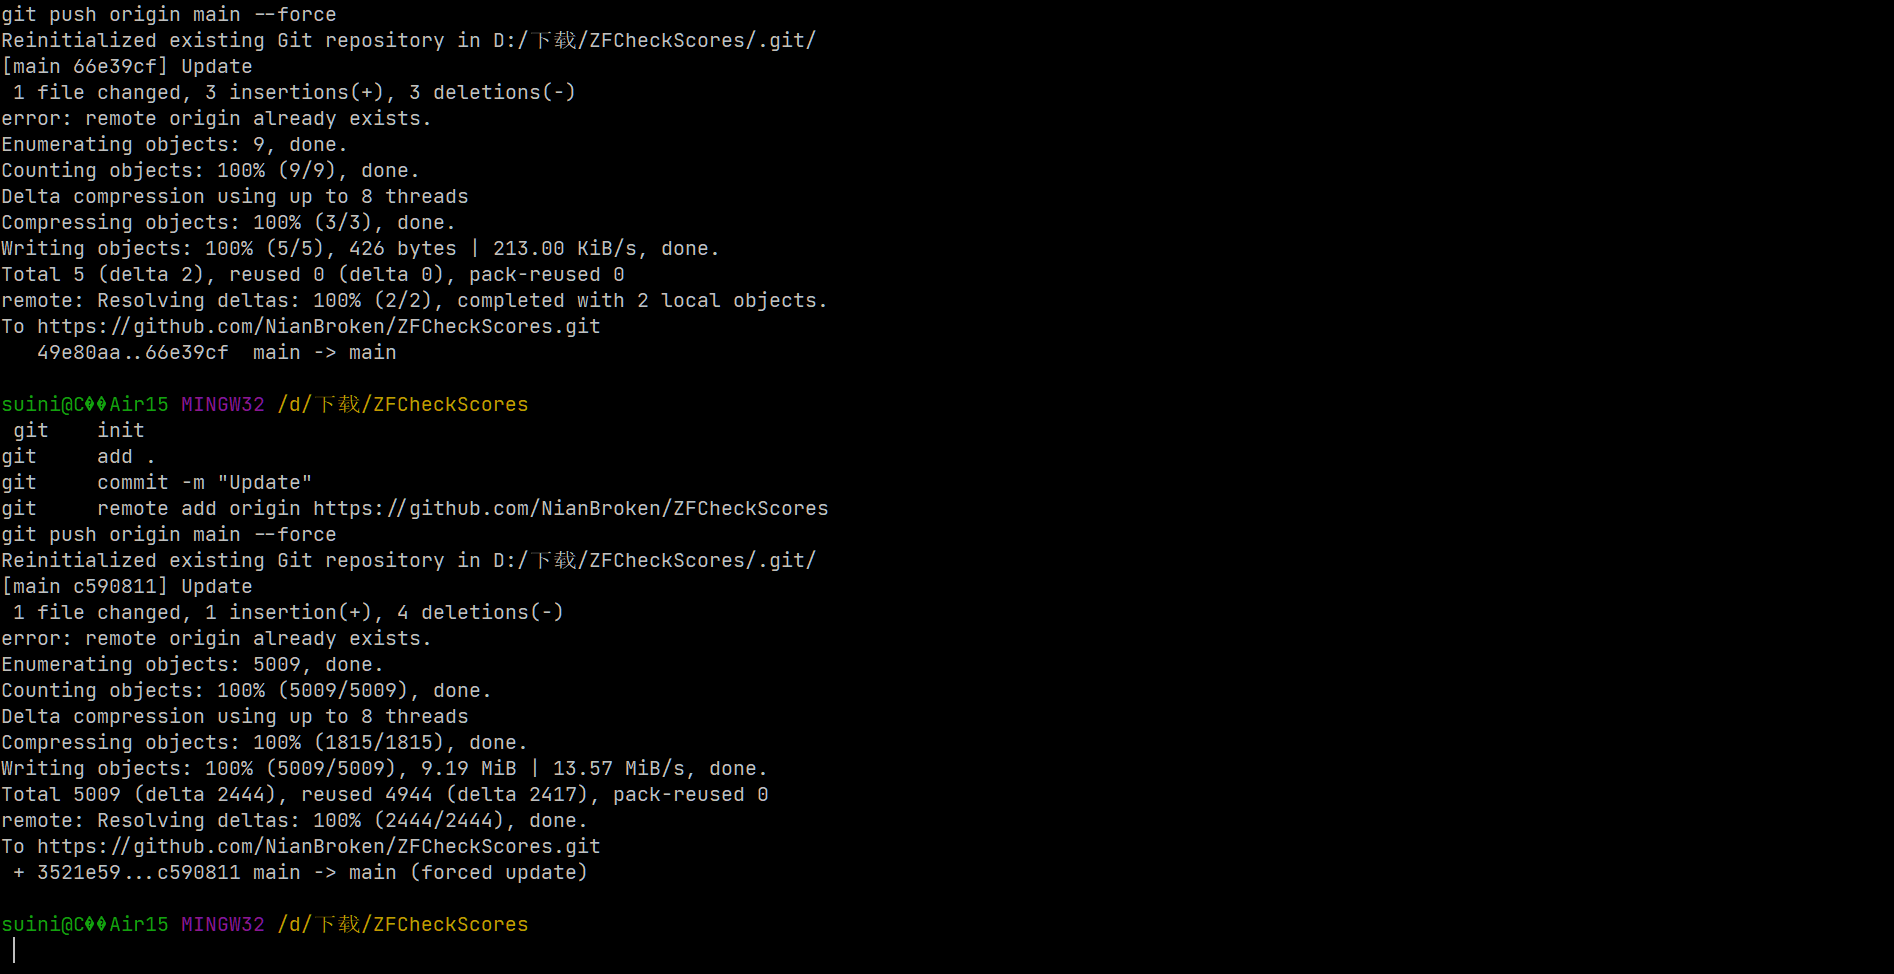 git push origin main --force
Reinitialized existing Git repository in D:/下载/ZFCheckScores/.git/
[main 66e39cf] Update
 1 file changed, 3 insertions(+), 3 deletions(-)
error: remote origin already exists.
Enumerating objects: 9, done.
Counting objects: 100% (9/9), done.
Delta compression using up to 8 threads
Compressing objects: 100% (3/3), done.
Writing objects: 100% (5/5), 426 bytes | 213.00 KiB/s, done.
Total 5 (delta 2), reused 0 (delta 0), pack-reused 0
remote: Resolving deltas: 100% (2/2), completed with 2 local objects.
To https://github.com/NianBroken/ZFCheckScores.git
   49e80aa..66e39cf  main -> main
suini@C��Air15 MINGW32 /d/下载/ZFCheckScores
 git    init
git     add .
git     commit -m "Update"
git     remote add origin https://github.com/NianBroken/ZFCheckScores
git push origin main --force
Reinitialized existing Git repository in D:/下载/ZFCheckScores/.git/
[main c590811] Update
 1 file changed, 1 insertion(+), 4 deletions(-)
error: remote origin already exists.
Enumerating objects: 5009, done.
Counting objects: 100% (5009/5009), done.
Delta compression using up to 8 threads
Compressing objects: 100% (1815/1815), done.
Writing objects: 100% (5009/5009), 9.19 MiB | 13.57 MiB/s, done.
Total 5009 (delta 2444), reused 4944 (delta 2417), pack-reused 0
remote: Resolving deltas: 100% (2444/2444), done.
To https://github.com/NianBroken/ZFCheckScores.git
 + 3521e59...c590811 main -> main (forced update)
suini@C��Air15 MINGW32 /d/下载/ZFCheckScores